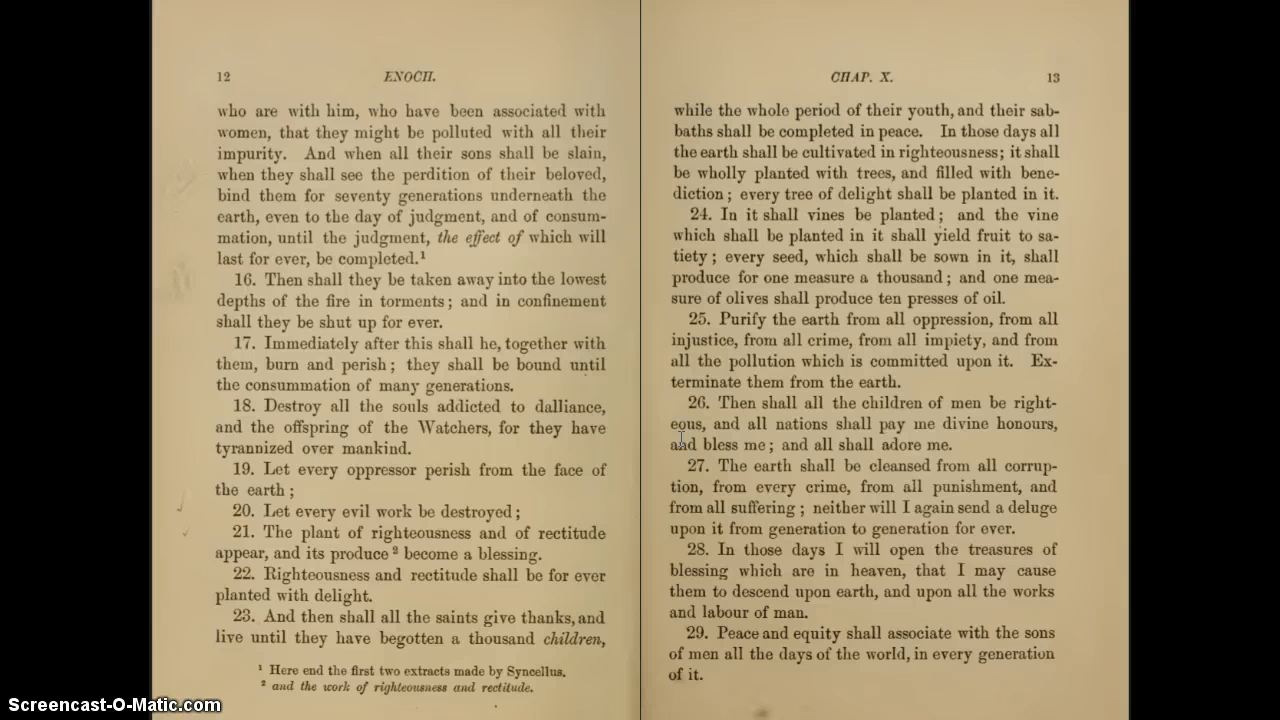 12 ENOCH.
who are with him, who have been associated with
women, that they might be polluted with all their
impurity. And when all their sons shall be slain,
when they shall see the perdition of their beloved,
bind them for seventy generations underneath the
earth, even to the day of judgment, and of consum-
mation, until the judgment, the effect of which will
last for ever, be completed.¹
16. Then shall they be taken away into the lowest
depths of the fire in torments; and in confinement
shall they be shut up for ever.
17. Immediately after this shall he, together with
them, burn and perish; they shall be bound until
the consummation of many generations.
18. Destroy all the souls addicted to dalliance,
and the offspring of the Watchers, for they have
tyrannized over mankind.
19. Let every oppressor perish from the face of
the earth;
20. Let every evil work be destroyed;
21. The plant of righteousness and of rectitude
appear, and its produce ² become a blessing.
22. Righteousness and rectitude shall be for ever
planted with delight.
23. And then shall all the saints give thanks, and
live until they have begotten a thousand children,
¹ Here end the first two extracts made by Syncellus.
² and the work of righteousness and rectitude.
CHAP. X. 13
while the whole period of their youth, and their sab-
baths shall be completed in peace. In those days all
the earth shall be cultivated in righteousness; it shall
be wholly planted with trees, and filled with bene-
diction; every tree of delight shall be planted in it.
24. In it shall vines be planted; and the vine
which shall be planted in it shall yield fruit to sa-
tiety; every seed, which shall be sown in it, shall
produce for one measure a thousand; and one mea-
sure of olives shall produce ten presses of oil.
25. Purify the earth from all oppression, from all
injustice, from all crime, from all impiety, and from
all the pollution which is committed upon it. Ex-
terminate them from the earth.
26. Then shall all the children of men be right-
eous, and all nations shall pay me divine honours,
and bless me; and all shall adore me.
27. The earth shall be cleansed from all corrup-
tion, from every crime, from all punishment, and
from all suffering; neither will I again send a deluge
upon it from generation to generation for ever.
28. In those days I will open the treasures of
blessing which are in heaven, that I may cause
them to descend upon earth, and upon all the works
and labour of man.
29. Peace and equity shall associate with the sons
of men all the days of the world, in every generation
of it.
Screencast-O-Matic.com